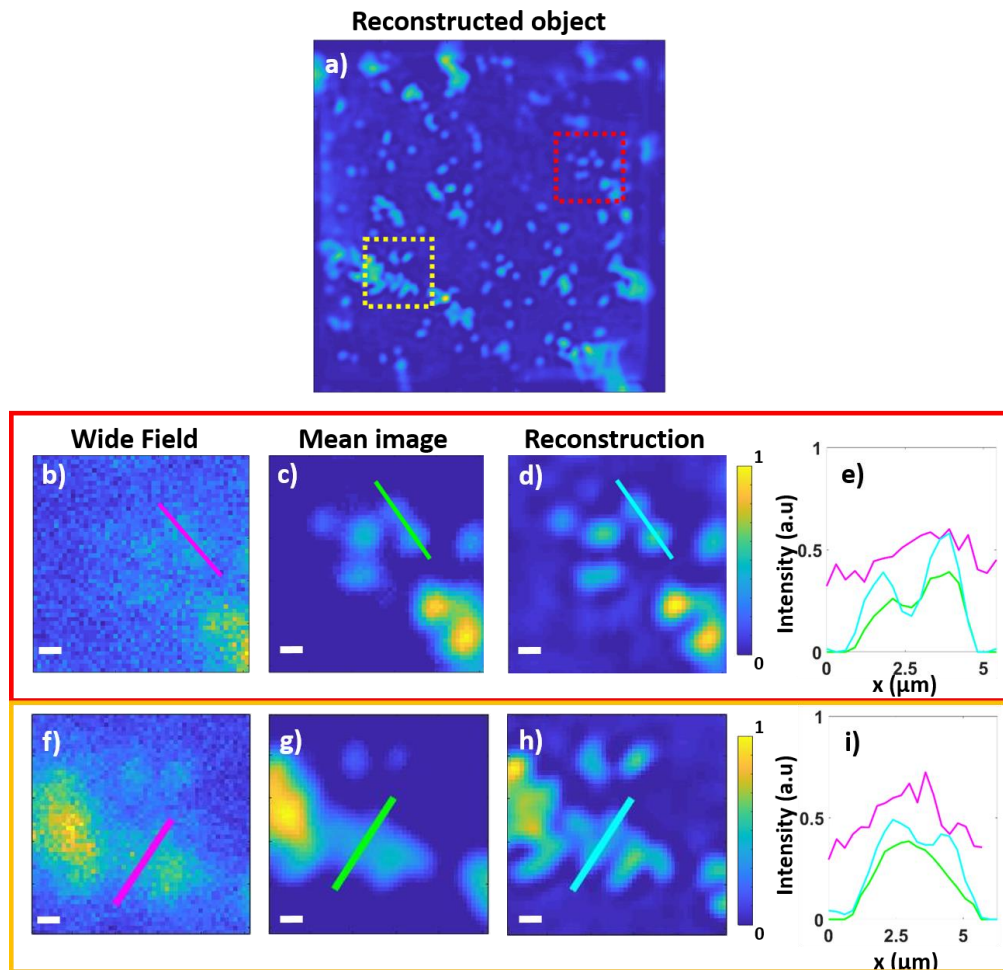 Reconstructed object
a)
Wide Field
Mean image
Reconstruction
b)
c)
d)
1
0
e)
1
0.5
0
Intensity (a.u)
0
2.5
5
x (µm)
f)
g)
h)
1
0
i)
1
0.5
0
Intensity (a.u)
0
2.5
5
x (µm)